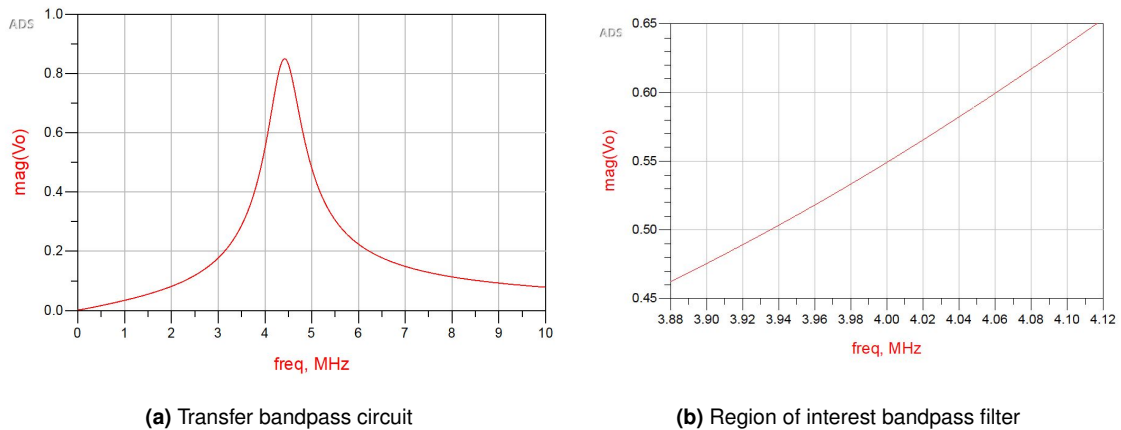 ADS
mag(Vo)
1.0
0.8
0.6
0.4
0.2
0.0
0 1 2 3 4 5 6 7 8 9 10
freq, MHz
(a) Transfer bandpass circuit
ADS
mag(Vo)
0.65
0.60
0.55
0.50
0.45
3.88 3.90 3.92 3.94 3.96 3.98 4.00 4.02 4.04 4.06 4.08 4.10 4.12
freq, MHz
(b) Region of interest bandpass filter